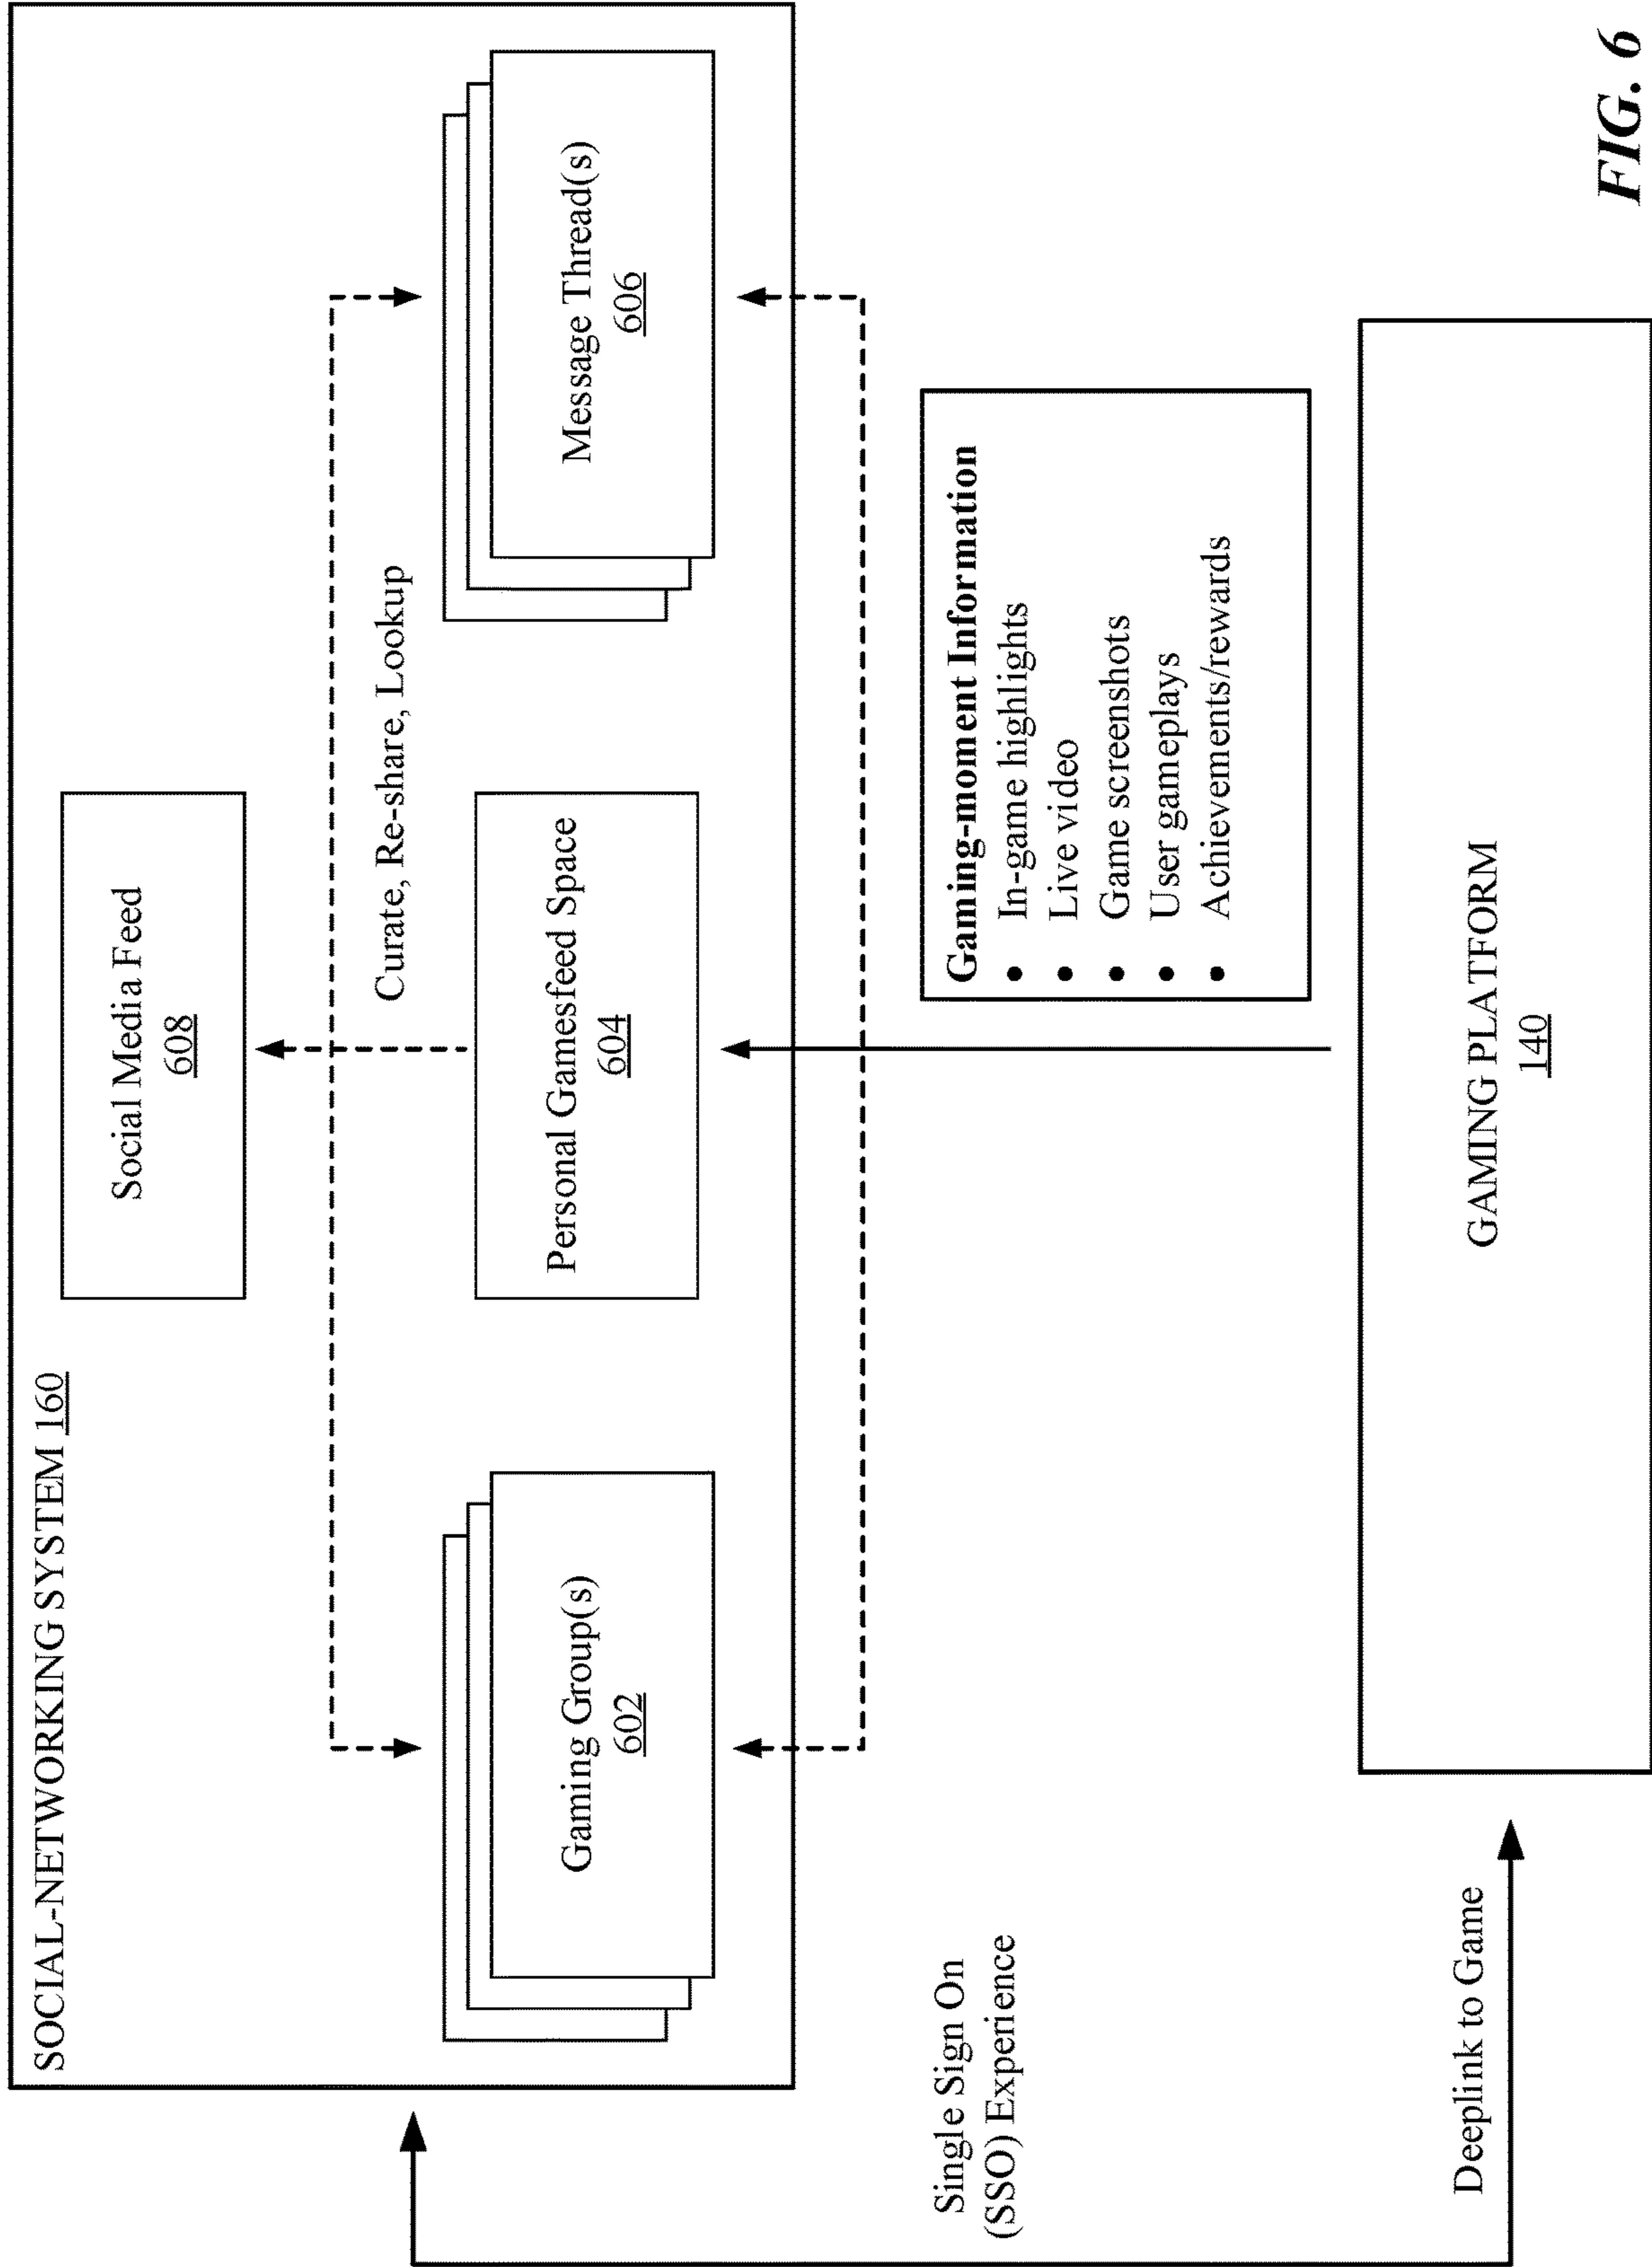 SOCIAL-NETWORKING SYSTEM 160
Social Media Feed
608
Curate, Re-share, Lookup
Gaming Group(s)
602
Personal Gamesfeed Space
604
Message Thread(s)
606
Single Sign On
(SSO) Experience
Gaming-moment Information
• In-game highlights
• Live video
• Game screenshots
• User gameplays
• Achievements/rewards
Deeplink to Game
GAMING PLATFORM
140
FIG. 6